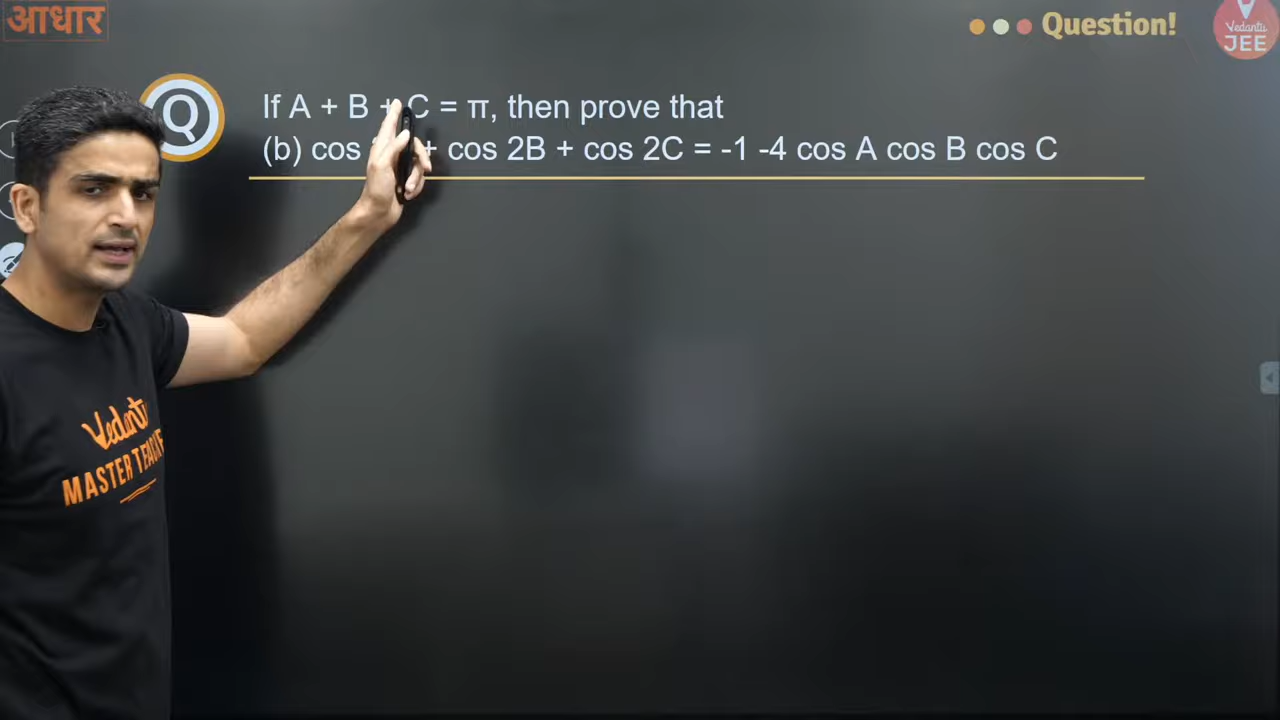 आधार
Question!
Vedantu
JEE
Q
If A + B + C = π, then prove that
(b) cos + cos 2B + cos 2C = -1 -4 cos A cos B cos C
Vedantu
MASTER TEACHER